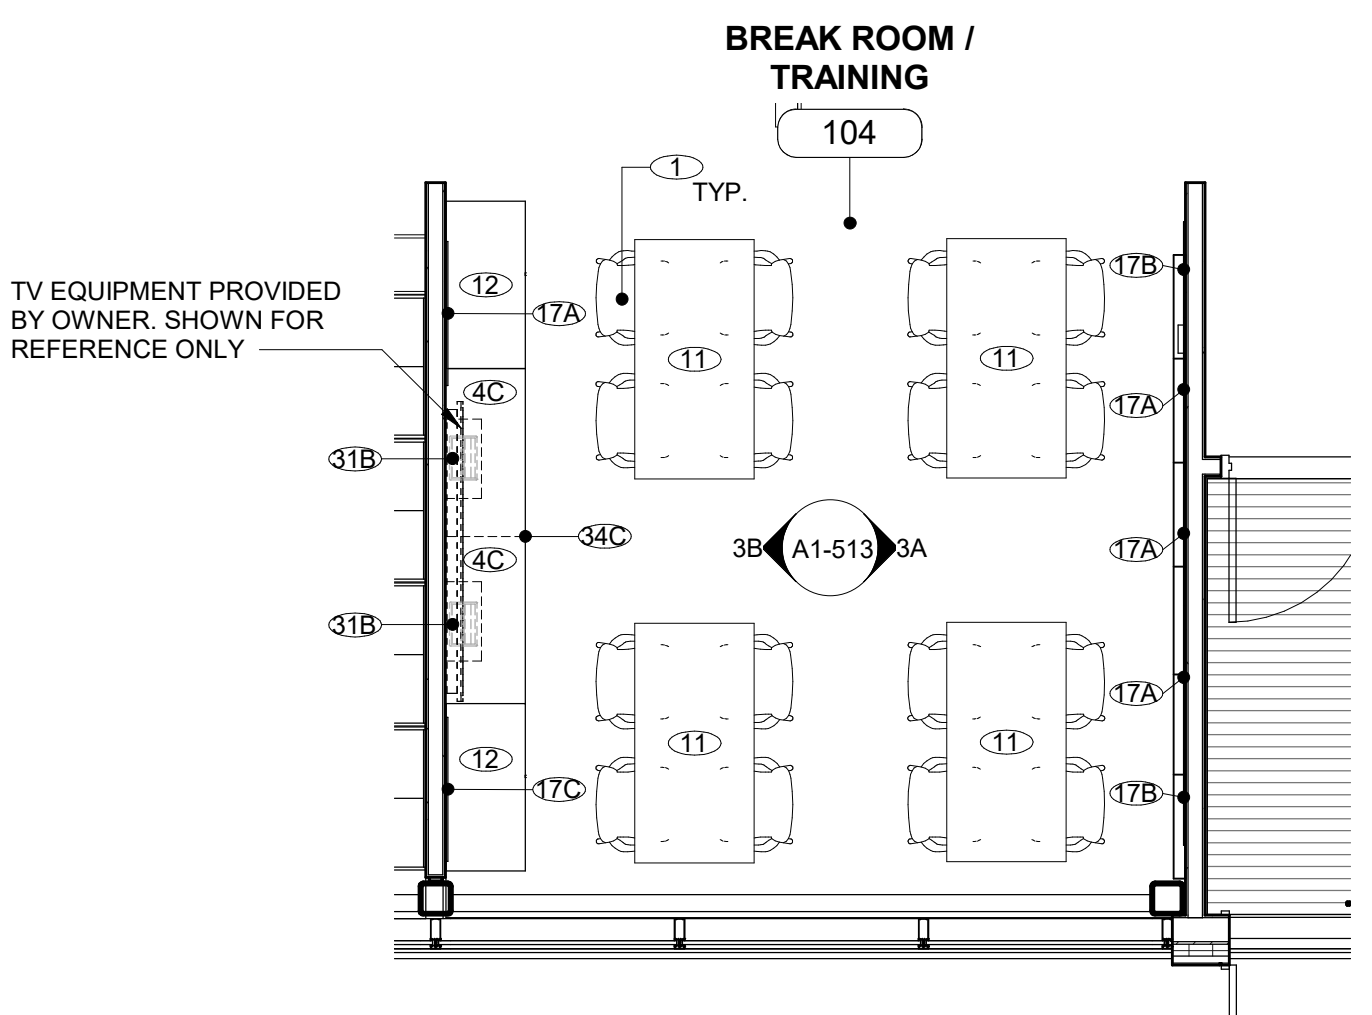 BREAK ROOM /
TRAINING
104
1
TYP.
TV EQUIPMENT PROVIDED
BY OWNER. SHOWN FOR
REFERENCE ONLY
12
17A
17B
11
11
4C
17A
31B
34C
3B
A1-513
3A
17A
4C
31B
17A
11
11
12
17C
17B